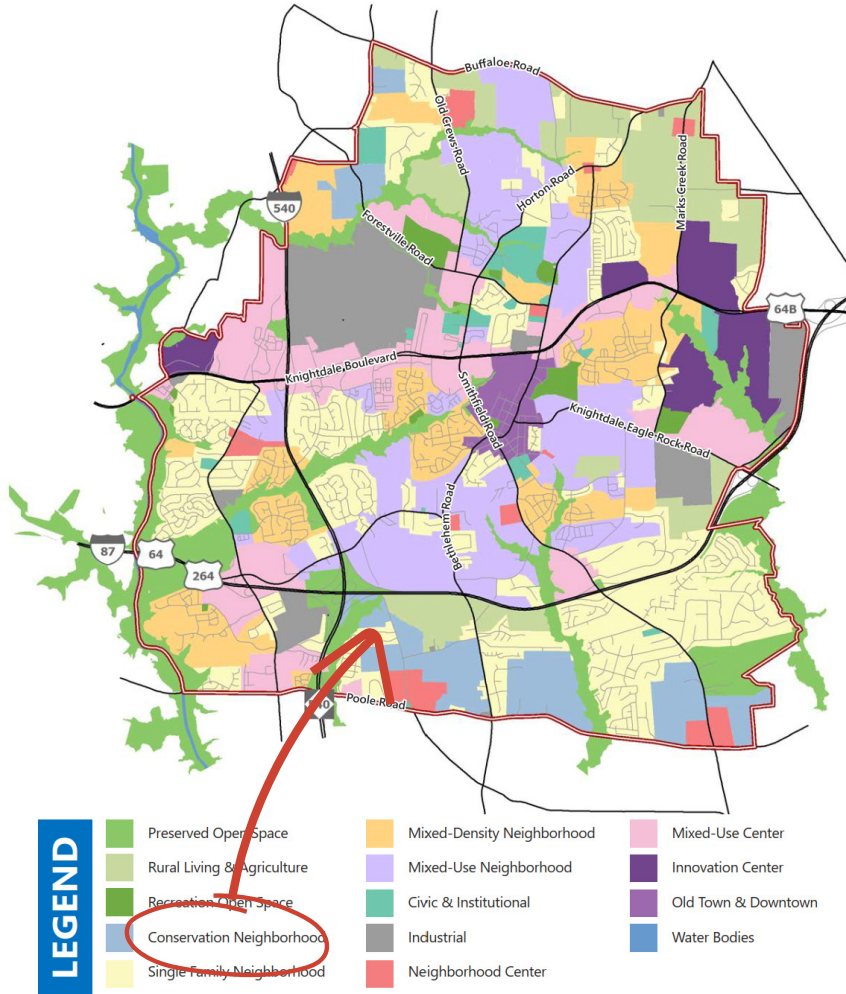 Buffaloe Road
Old Crews Road
Marks Creek Road
Horton Road
540
Forestville Road
64B
Knightdale Boulevard
Smithfield Road
Knightdale Eagle Rock Road
Bethlehem Road
87
64
264
Poole Road
LEGEND
Preserved Open Space
Rural Living & Agriculture
Recreation Open Space
Conservation Neighborhood
Single Family Neighborhood
Mixed-Density Neighborhood
Mixed-Use Neighborhood
Civic & Institutional
Industrial
Neighborhood Center
Mixed-Use Center
Innovation Center
Old Town & Downtown
Water Bodies